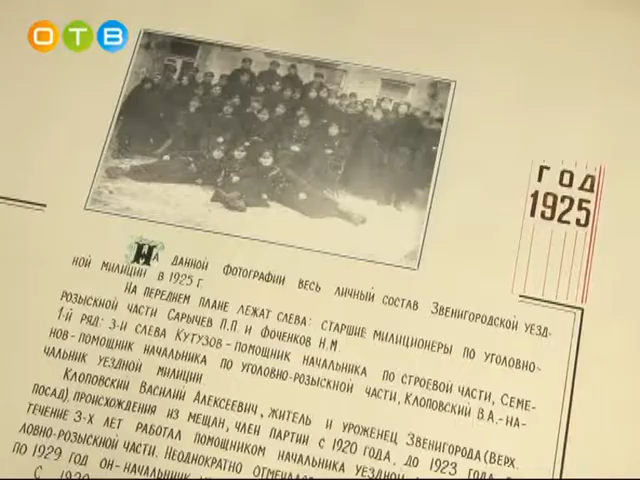 ОТВ
ГОД
1925
На данной фотографии весь личный состав Звенигородской уезд-
ной милиции в 1925 г.
На переднем плане лежат слева: старшие милиционеры по уголовно-
розыскной части Сарычев П.П. и Фоченков Н.М.
1-й ряд: 3-й слева Кутузов - помощник начальника по строевой части, Семе-
нов - помощник начальника по уголовно-розыскной части, Клоповский В.А. - на-
чальник уездной милиции.
Клоповский Василий Алексеевич, житель и уроженец Звенигорода (Верх.
Посад), происхождения из мещан, член партии с 1920 года, до 1923 года
течение 3-х лет работал помощником начальника уездной
ловно-розыскной части. Неоднократно отмечал
по 1929 год он - начальник
С 1929